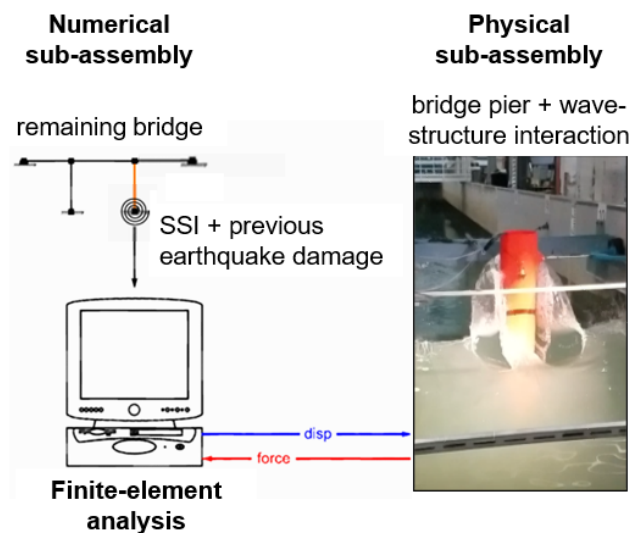 Numerical
sub-assembly
Physical
sub-assembly
remaining bridge
bridge pier + wave-
structure interaction
SSI + previous
earthquake damage
disp
force
Finite-element
analysis